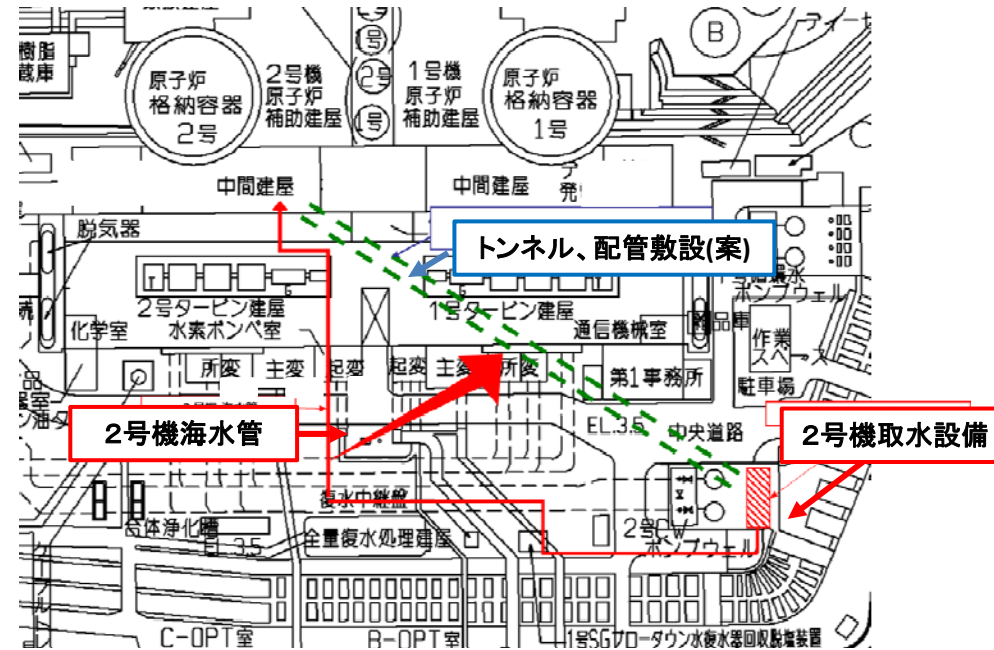 樹脂
蔵庫
原子炉
格納容器
2号
2号機
原子炉
補助建屋
1号
2号
1号
1号機
原子炉
補助建屋
原子炉
格納容器
1号
B
中間建屋
中間建屋
脱気器
トンネル、配管敷設(案)
2号タービン建屋
水素ボンベ室
化学室
1号タービン建屋
通信機械室
ポンプウェル
作業
スペース
駐車場
所変
主変
起変
起変
主変
所変
第1事務所
2号機海水管
EL.3.5
中央道路
2号機取水設備
復水中継盤
合体浄化槽
EL.3.5
全量復水処理建屋
2号CW
ポンプウェル
C-OPT室
B-OPT室
1号SGブローダウン水復水器回収脱塩装置